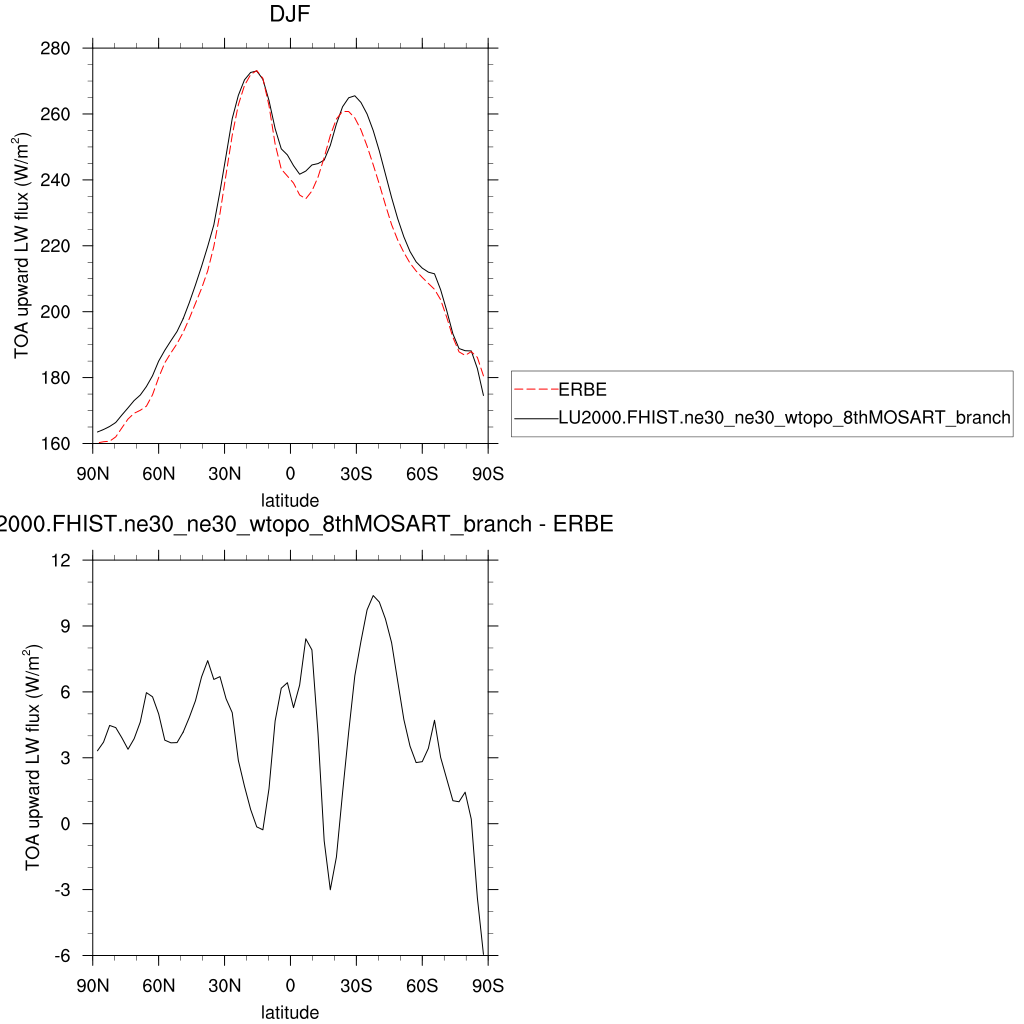 DJF
280
260
240
220
200
180
160
TOA upward LW flux (W/m²)
90N 60N 30N 0 30S 60S 90S
latitude
ERBE
LU2000.FHIST.ne30_ne30_wtopo_8thMOSART_branch
2000.FHIST.ne30_ne30_wtopo_8thMOSART_branch - ERBE
12
9
6
3
0
-3
-6
TOA upward LW flux (W/m²)
90N 60N 30N 0 30S 60S 90S
latitude